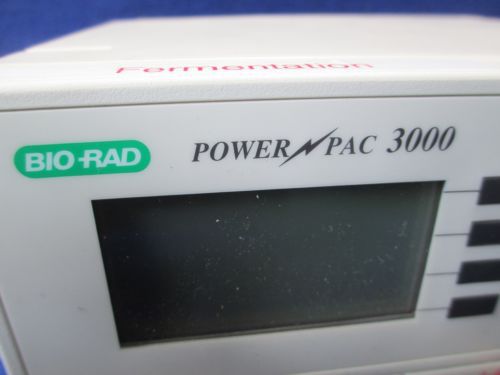 Fermentation
BIO-RAD POWER PAC 3000